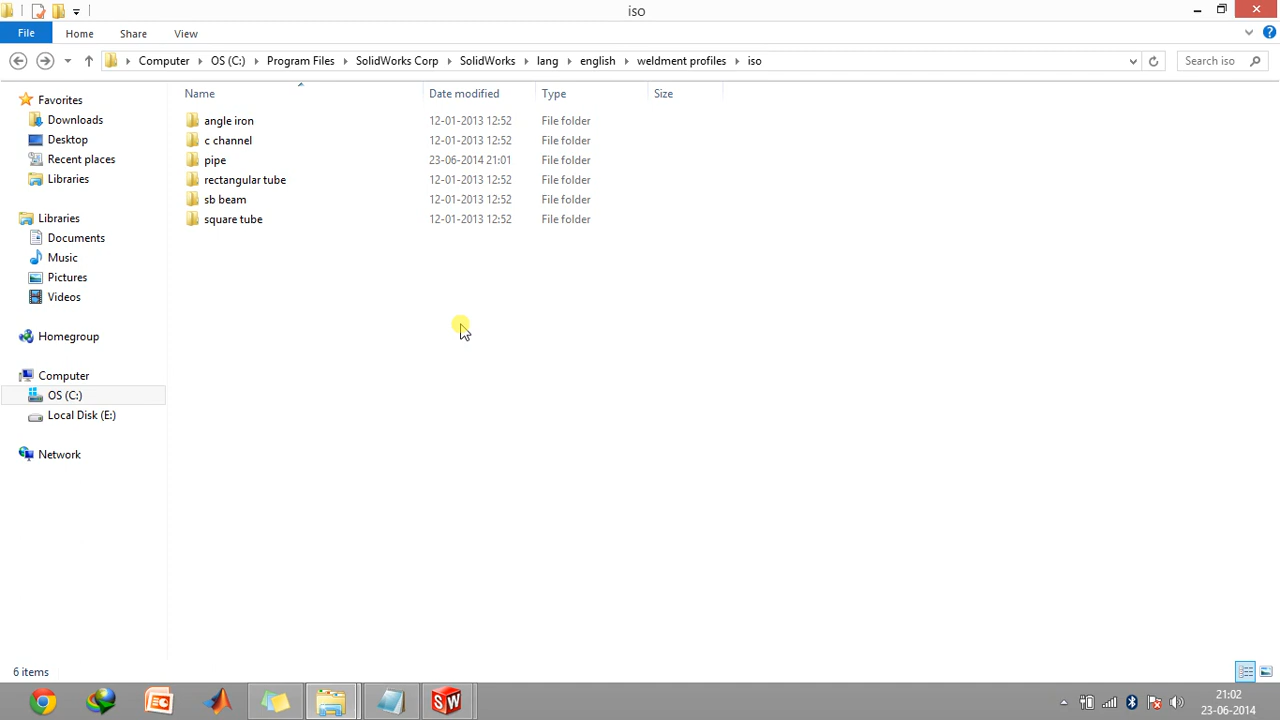 iso
File Home Share View
Computer OS (C:) Program Files SolidWorks Corp SolidWorks lang english weldment profiles iso
Search iso
Name Date modified Type Size
Favorites
Downloads
Desktop
Recent places
Libraries
Libraries
Documents
Music
Pictures
Videos
Homegroup
Computer
OS (C:)
Local Disk (E:)
Network
angle iron 12-01-2013 12:52 File folder
c channel 12-01-2013 12:52 File folder
pipe 23-06-2014 21:01 File folder
rectangular tube 12-01-2013 12:52 File folder
sb beam 12-01-2013 12:52 File folder
square tube 12-01-2013 12:52 File folder
6 items
SW
21:02
23-06-2014